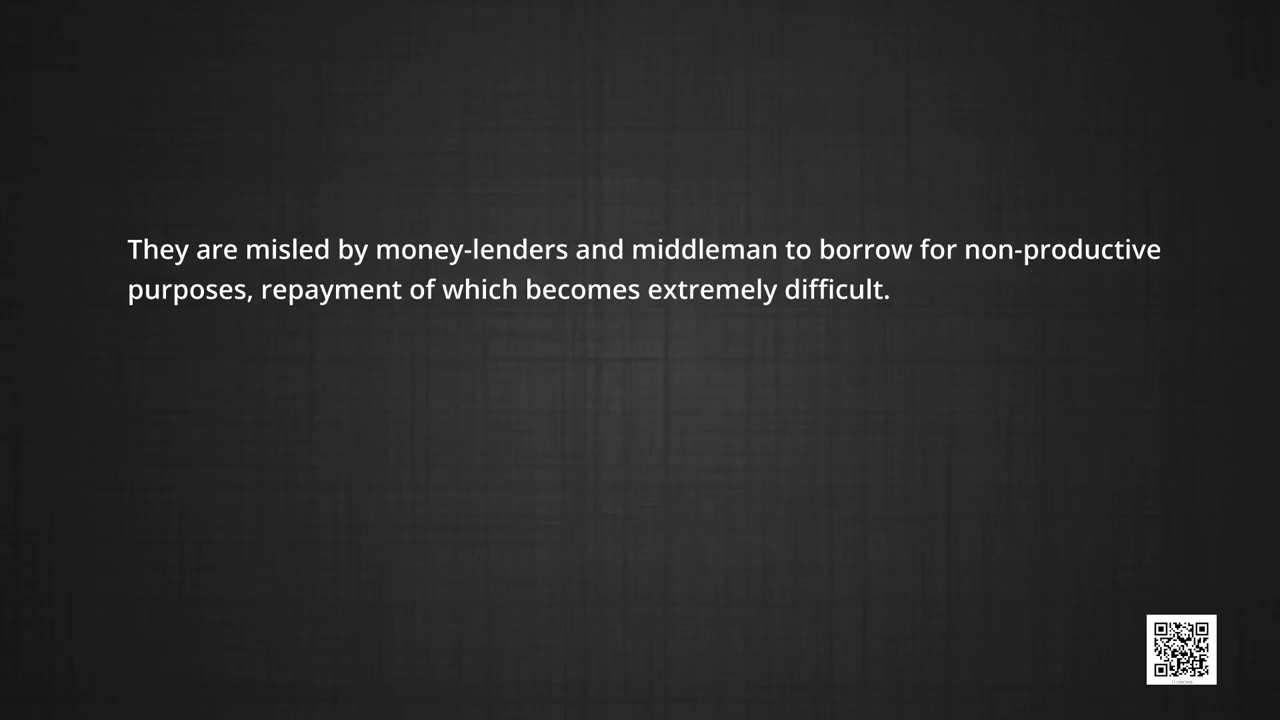 They are misled by money-lenders and middleman to borrow for non-productive
purposes, repayment of which becomes extremely difficult.